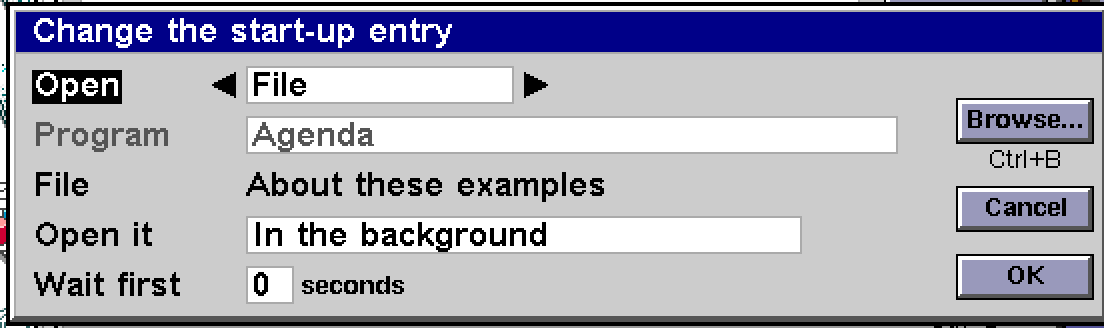 Change the start-up entry
Open File
Program Agenda
Browse...
Ctrl+B
File About these examples
Cancel
Open it In the background
Wait first 0 seconds
OK